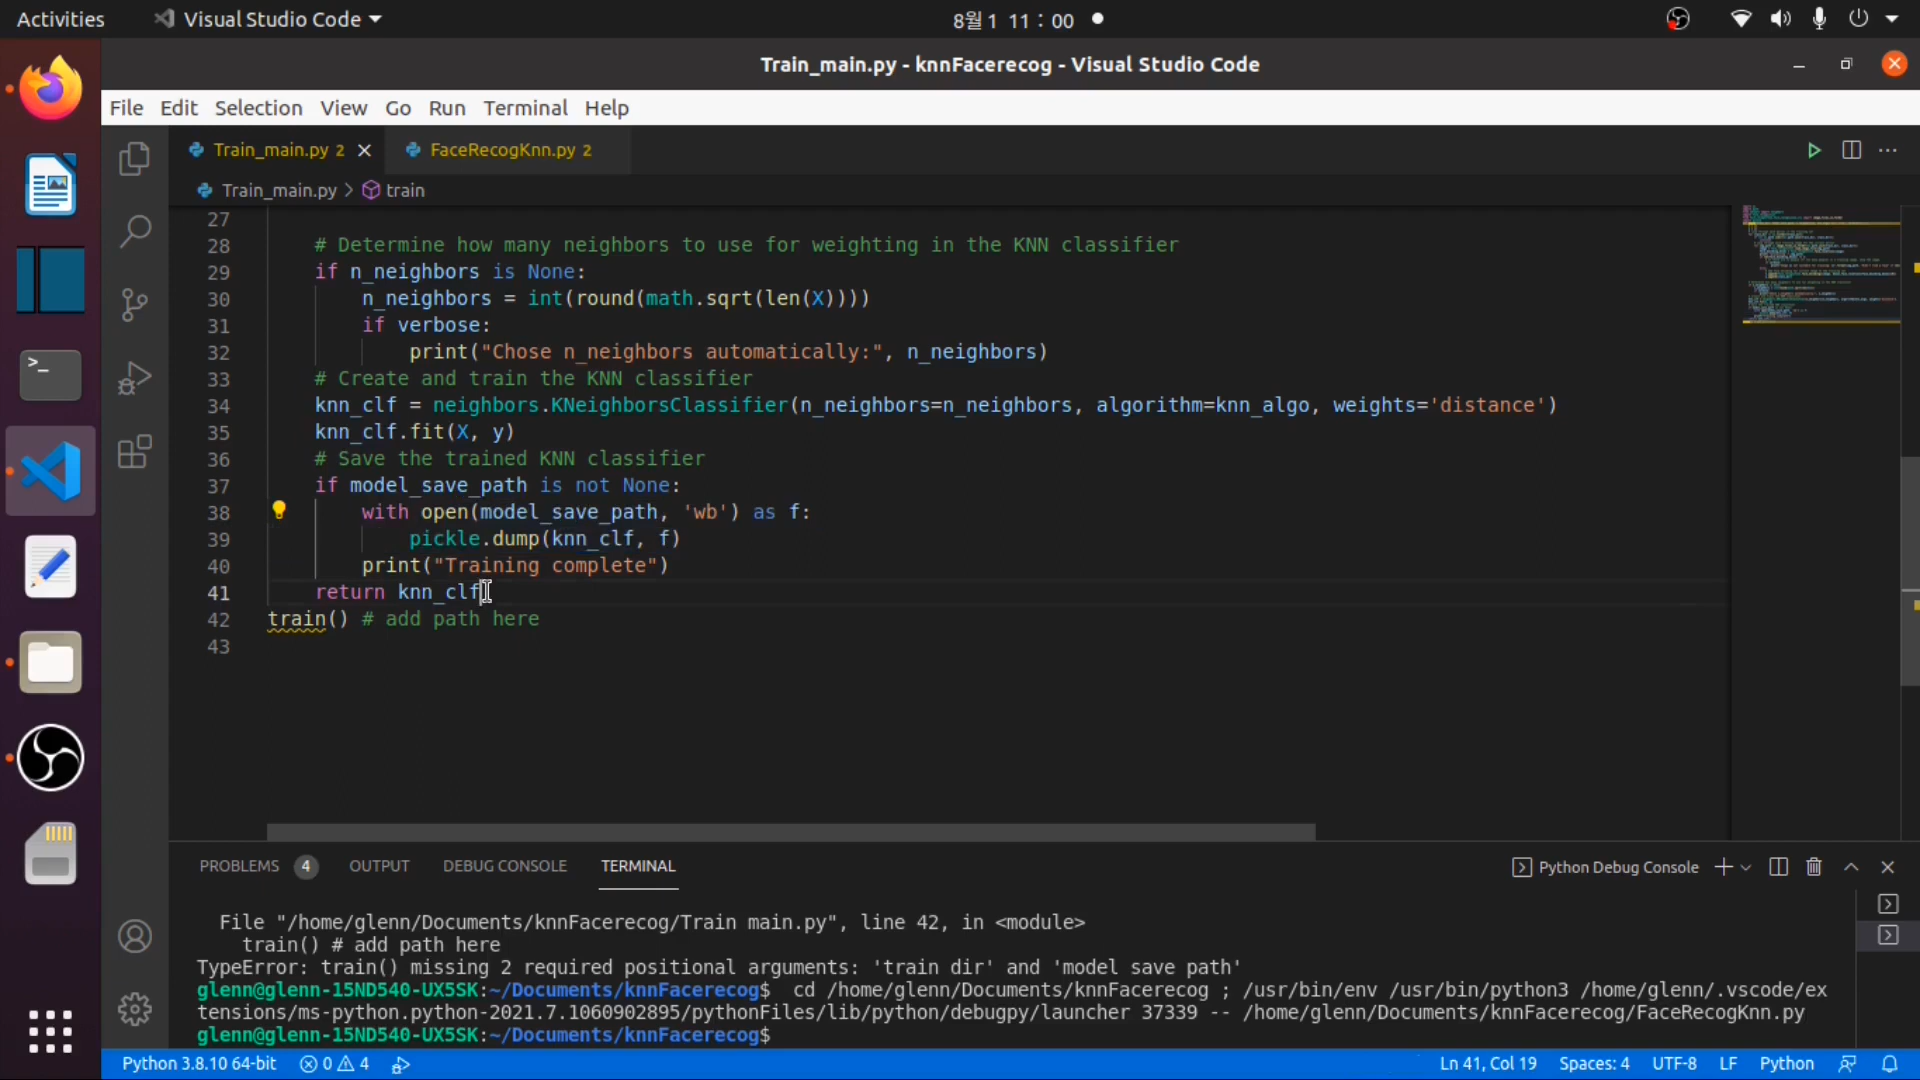 Activities
Visual Studio Code
8월 1 11 : 00
Train_main.py - knnFacerecog - Visual Studio Code
File Edit Selection View Go Run Terminal Help
Train_main.py 2
FaceRecogKnn.py 2
Train_main.py > train
27
28 # Determine how many neighbors to use for weighting in the KNN classifier
29 if n_neighbors is None:
30 n_neighbors = int(round(math.sqrt(len(X))))
31 if verbose:
32 print("Chose n_neighbors automatically:", n_neighbors)
33 # Create and train the KNN classifier
34 knn_clf = neighbors.KNeighborsClassifier(n_neighbors=n_neighbors, algorithm=knn_algo, weights='distance')
35 knn_clf.fit(X, y)
36 # Save the trained KNN classifier
37 if model_save_path is not None:
38 with open(model_save_path, 'wb') as f:
39 pickle.dump(knn_clf, f)
40 print("Training complete")
41 return knn_clf
42 train() # add path here
43
PROBLEMS 4 OUTPUT DEBUG CONSOLE TERMINAL
Python Debug Console
File "/home/glenn/Documents/knnFacerecog/Train main.py", line 42, in <module>
train() # add path here
TypeError: train() missing 2 required positional arguments: 'train dir' and 'model save path'
glenn@glenn-15ND540-UX5SK:~/Documents/knnFacerecog$ cd /home/glenn/Documents/knnFacerecog ; /usr/bin/env /usr/bin/python3 /home/glenn/.vscode/ex
tensions/ms-python.python-2021.7.1060902895/pythonFiles/lib/python/debugpy/launcher 37339 -- /home/glenn/Documents/knnFacerecog/FaceRecogKnn.py
glenn@glenn-15ND540-UX5SK:~/Documents/knnFacerecog$
Python 3.8.10 64-bit 0 4 Ln 41, Col 19 Spaces: 4 UTF-8 LF Python